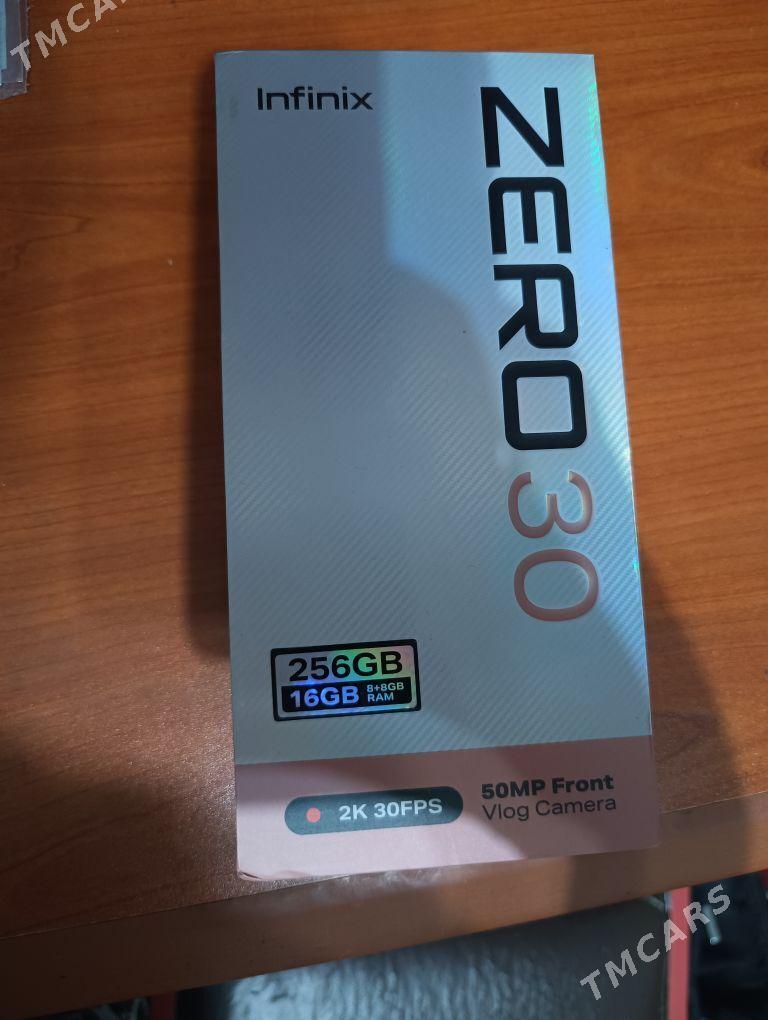 TMCARS
Infinix
ZERO 30
256GB
16GB 8+8GB RAM
2K 30FPS
50MP Front
Vlog Camera
TMCARS